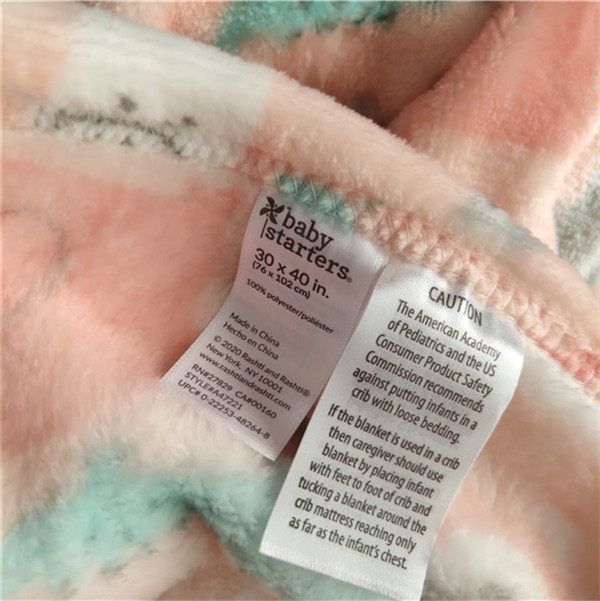 baby
starters®
30 x 40 in.
(76 x 102 cm)
100% polyester/poliéster
Made in China
Hecho en China
© 2020 Rashti and Rashti®
New York, NY 10001
www.rashtiandrashti.com
RN#27829 CA#00160
STYLE#A47221
UPC# 0-22253-48264-8
CAUTION
The American Academy
of Pediatrics and the US
Consumer Product Safety
Commission recommends
against putting infants in a
crib with loose bedding.
If the blanket is used in a crib
then caregiver should use
blanket by placing infant
with feet to foot of crib and
tucking a blanket around the
crib mattress reaching only
as far as the infant's chest.